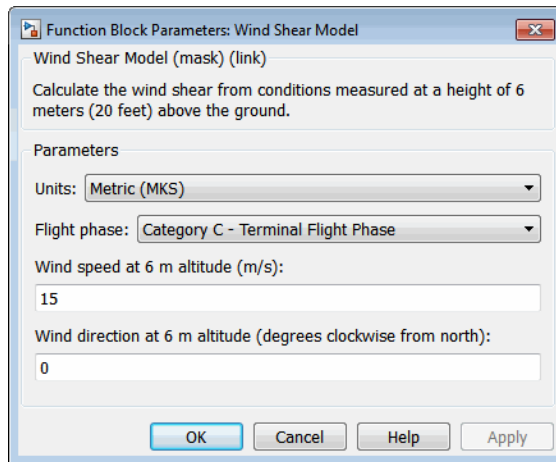 Function Block Parameters: Wind Shear Model
Wind Shear Model (mask) (link)
Calculate the wind shear from conditions measured at a height of 6
meters (20 feet) above the ground.
Parameters
Units: Metric (MKS)
Flight phase: Category C - Terminal Flight Phase
Wind speed at 6 m altitude (m/s):
15
Wind direction at 6 m altitude (degrees clockwise from north):
0
OK Cancel Help Apply